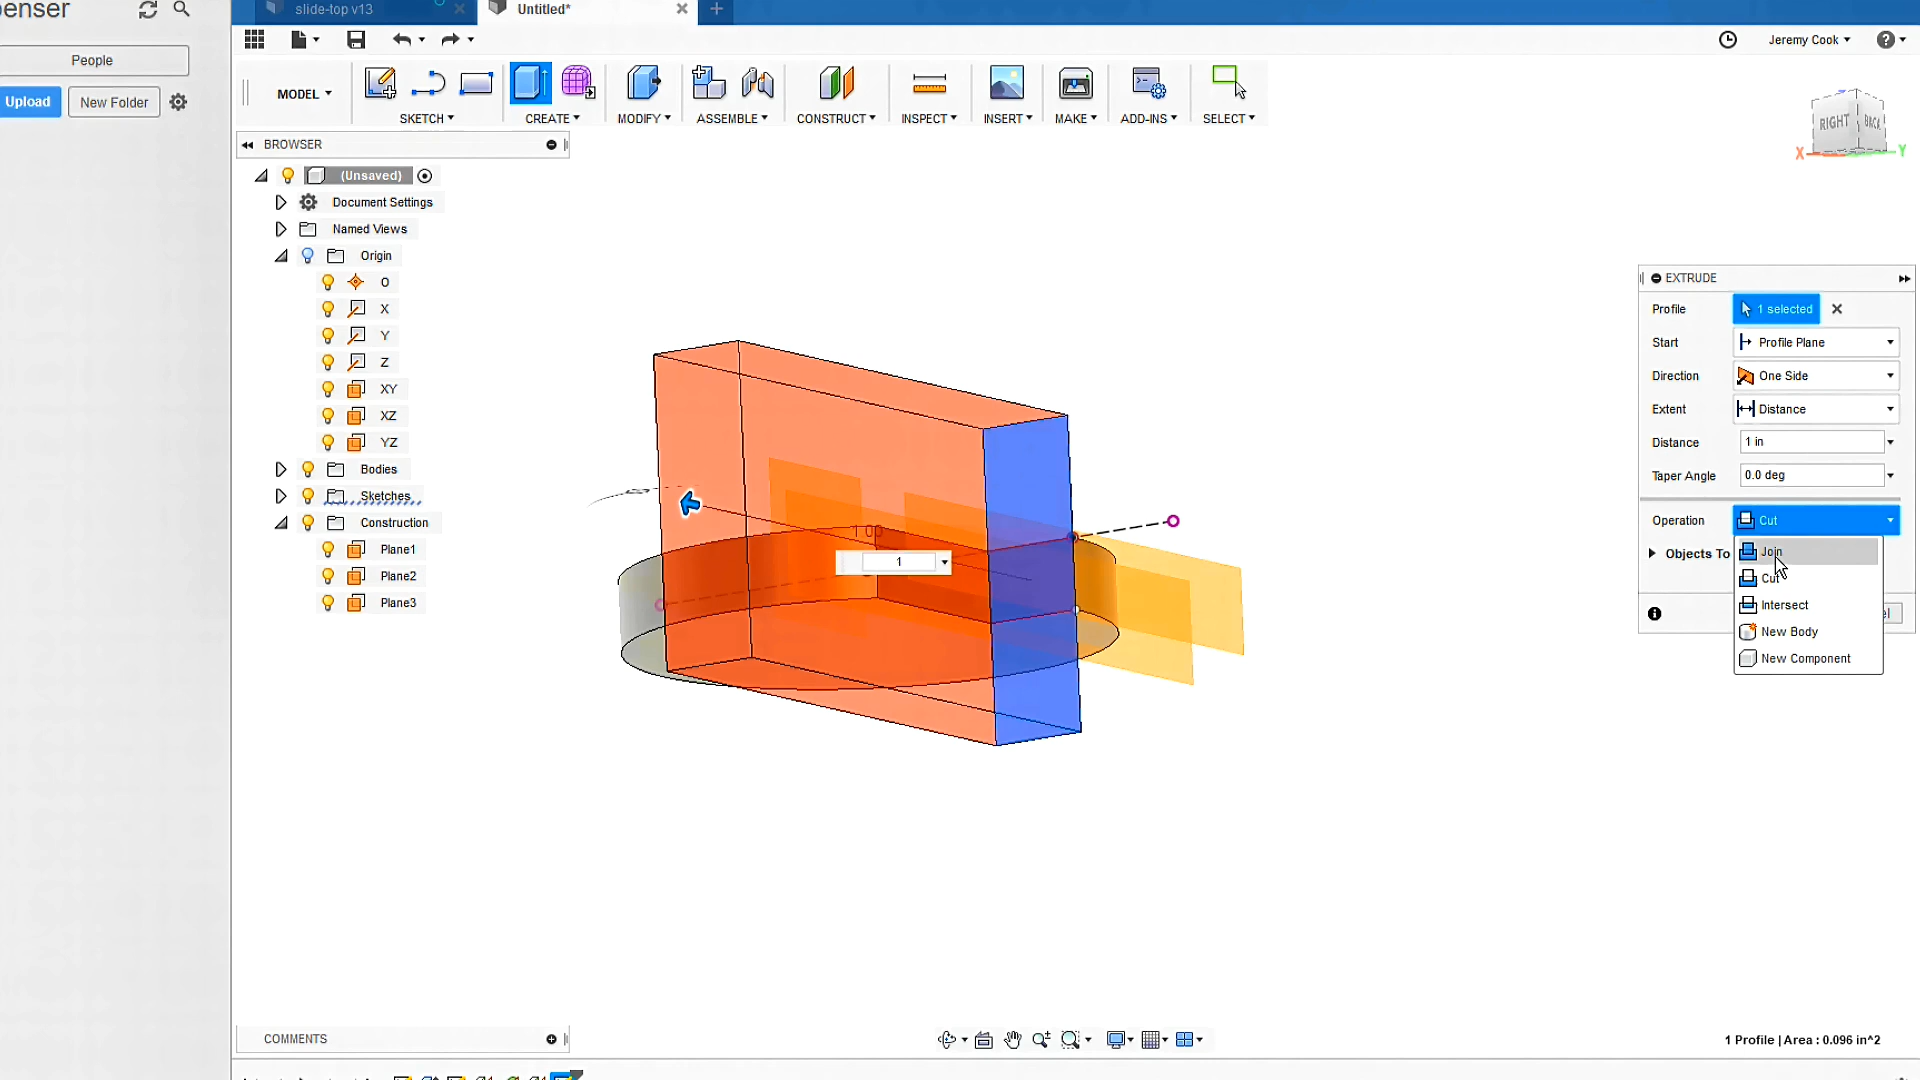 enser
slide-top v13
Untitled*
People
Upload
New Folder
Jeremy Cook
MODEL
SKETCH
CREATE
MODIFY
ASSEMBLE
CONSTRUCT
INSPECT
INSERT
MAKE
ADD-INS
SELECT
RIGHT
BACK
X
Y
BROWSER
(Unsaved)
Document Settings
Named Views
Origin
O
X
Y
Z
XY
XZ
YZ
Bodies
Sketches
Construction
Plane1
Plane2
Plane3
1.00
1
EXTRUDE
Profile
1 selected
Start
Profile Plane
Direction
One Side
Extent
Distance
Distance
1 in
Taper Angle
0.0 deg
Operation
Cut
Objects To
Join
Cut
Intersect
New Body
New Component
COMMENTS
1 Profile | Area : 0.096 in^2